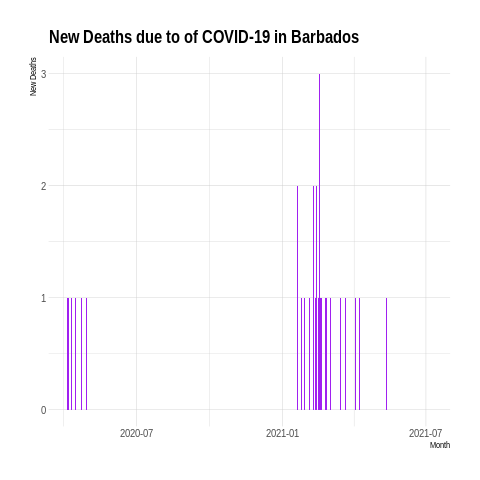 New Deaths due to of COVID-19 in Barbados
New Deaths
3
2
1
0
2020-07
2021-01
2021-07
Month